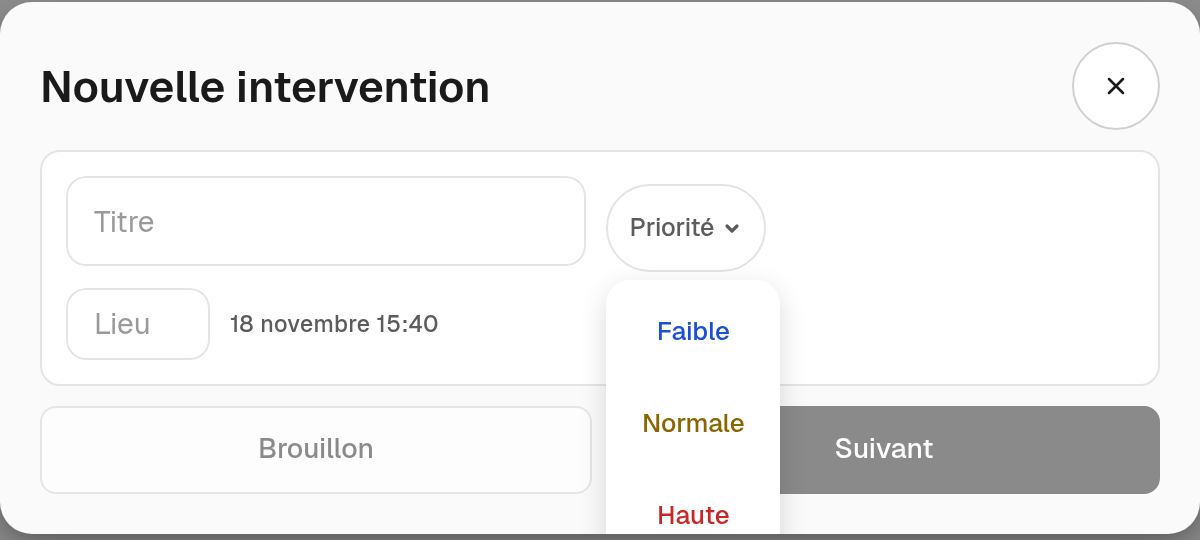 Nouvelle intervention
Titre
Priorité
Lieu
18 novembre 15:40
Faible
Normale
Haute
Brouillon
Suivant